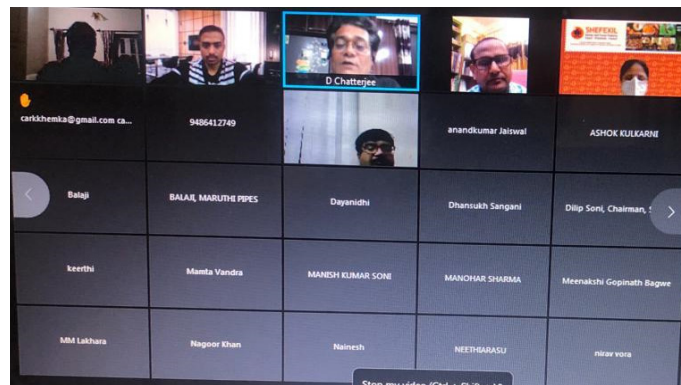 SHEFEXIL
D Chatterjee
carkkhemka@gmail.com ca...
9486412749
anandkumar Jaiswal
ASHOK KULKARNI
Balaji
BALAJI, MARUTHI PIPES
Dayanidhi
Dhansukh Sangani
Dilip Soni, Chairman,
keerthi
Mamta Vandra
MANISH KUMAR SONI
MANOHAR SHARMA
Meenakshi Gopinath Bagwe
MM Lakhara
Nagoor Khan
Nainesh
NEETHIARASU
nirav vora
Stop my video (Ctrl + Shift +